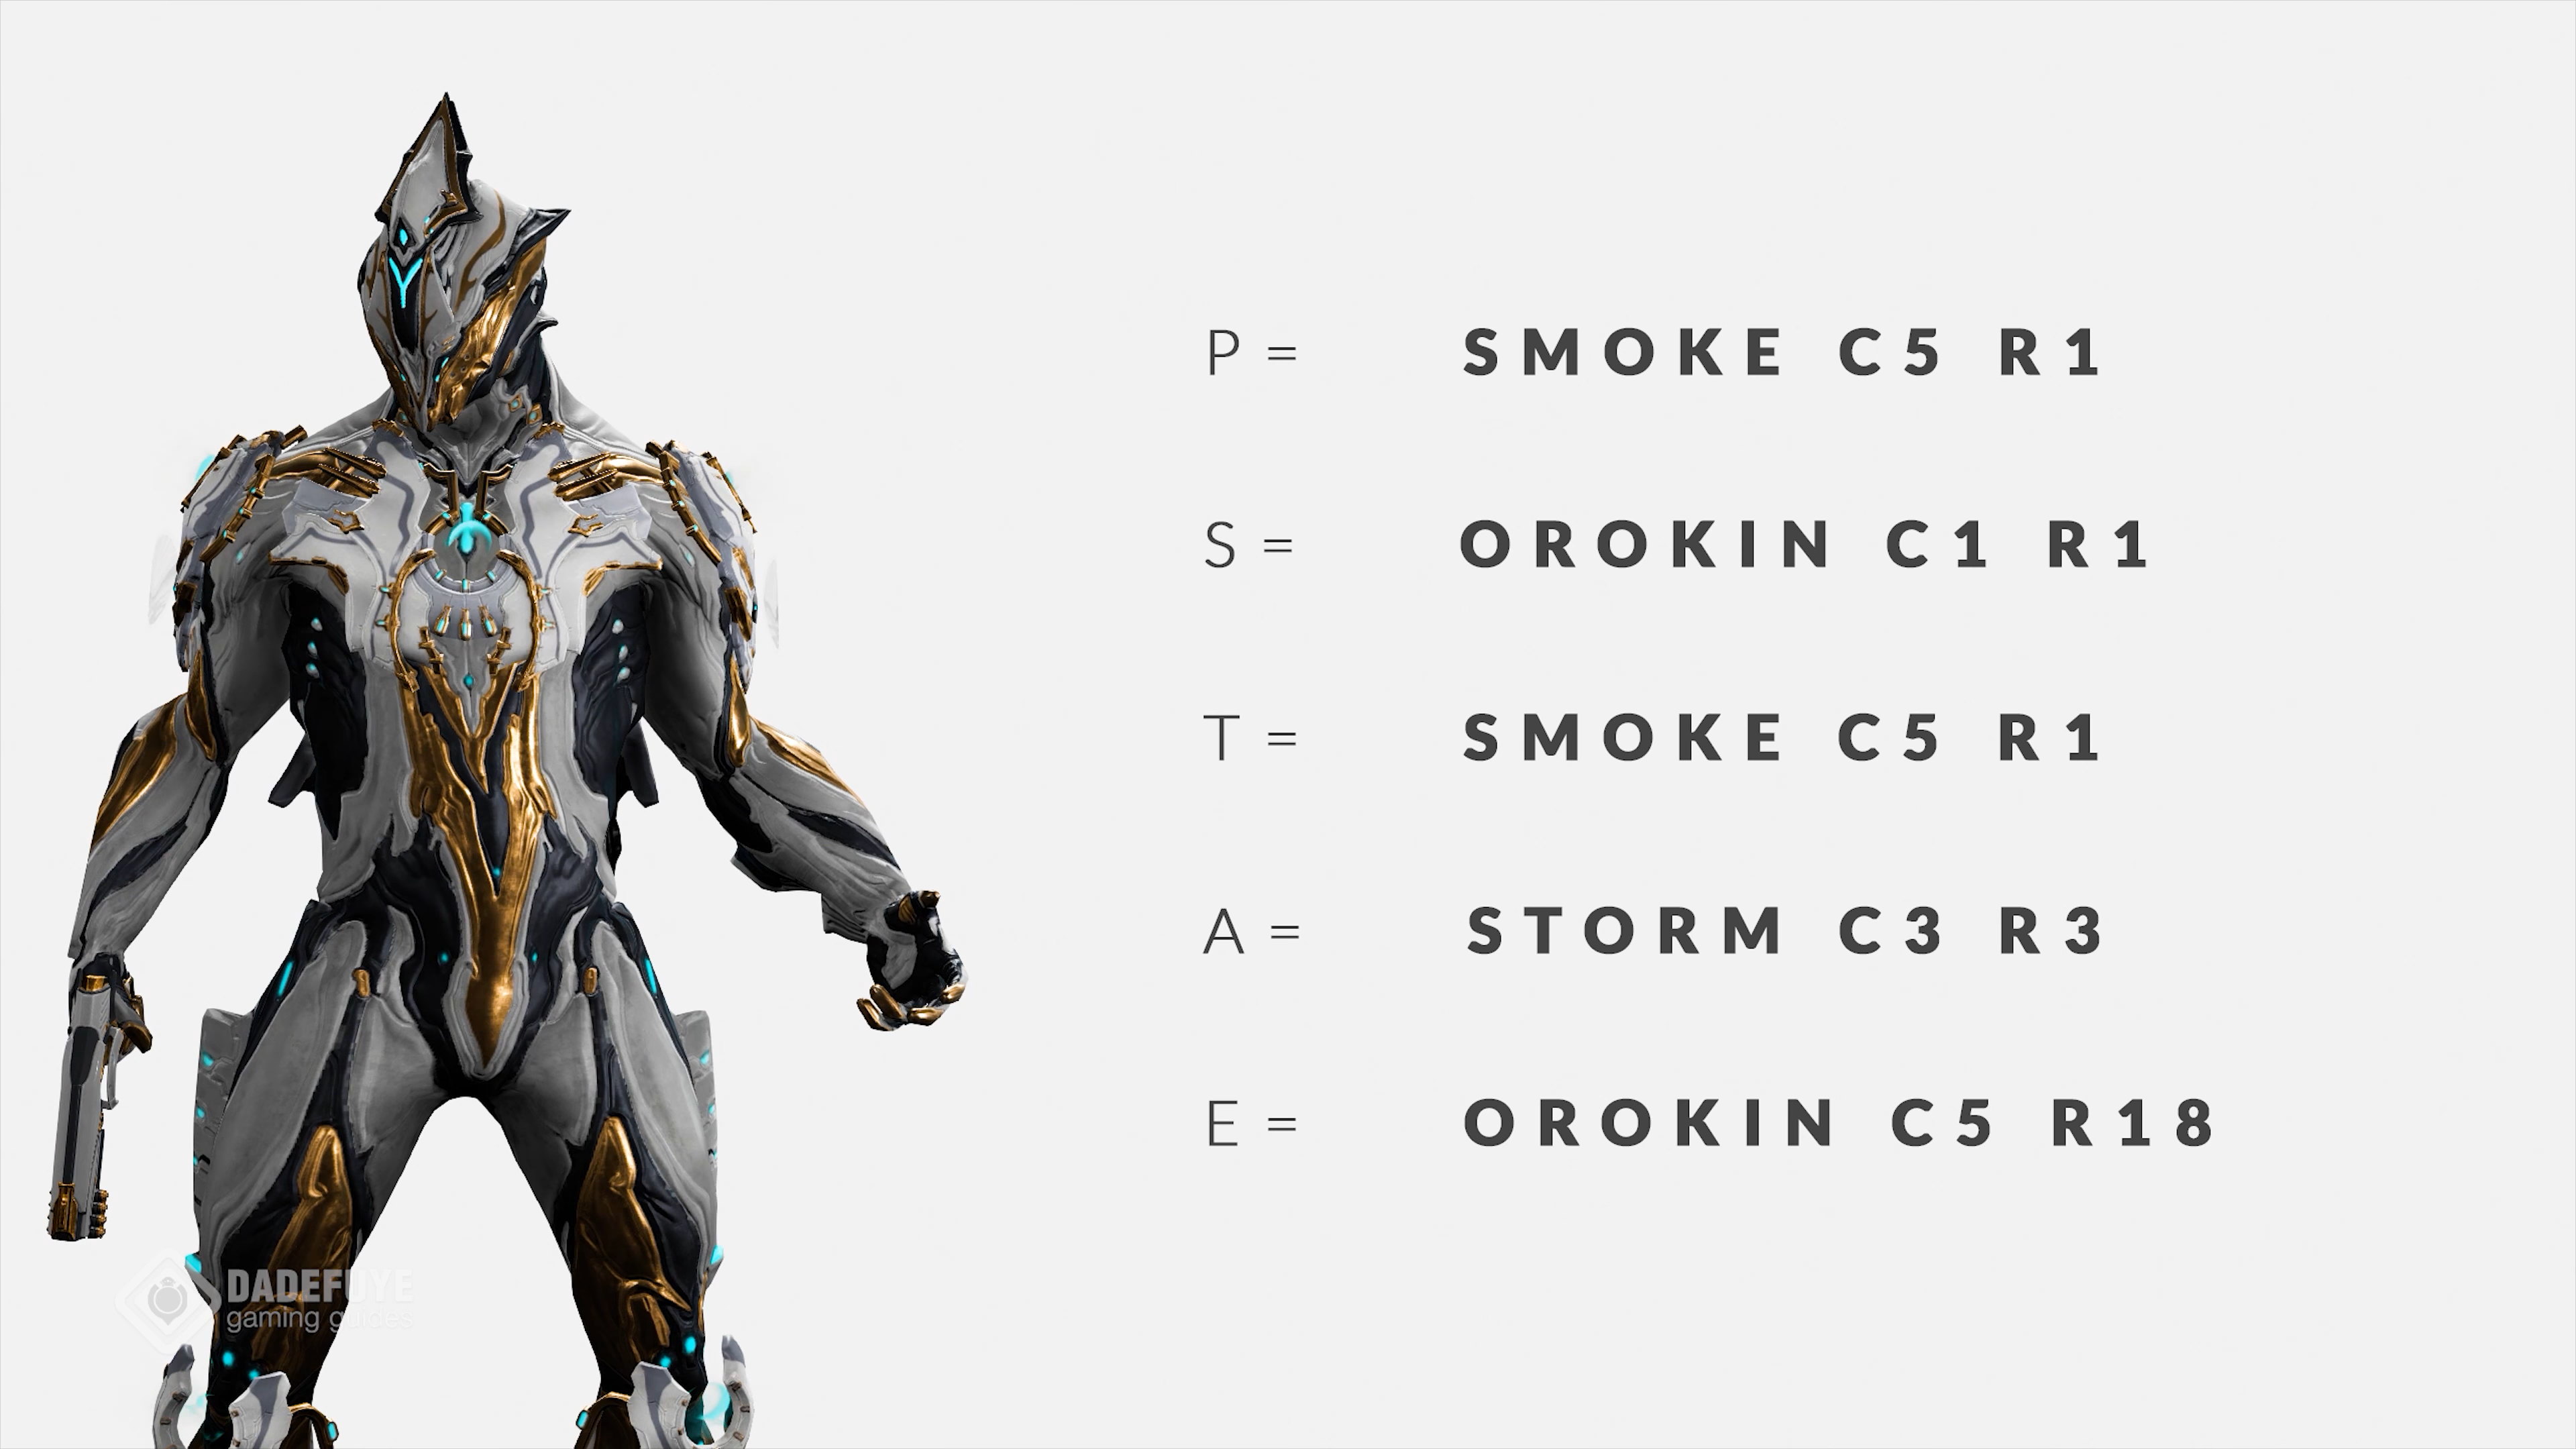 P = SMOKE C5 R1
S = OROKIN C1 R1
T = SMOKE C5 R1
A = STORM C3 R3
E = OROKIN C5 R18
DADEFUYE
gaming guides